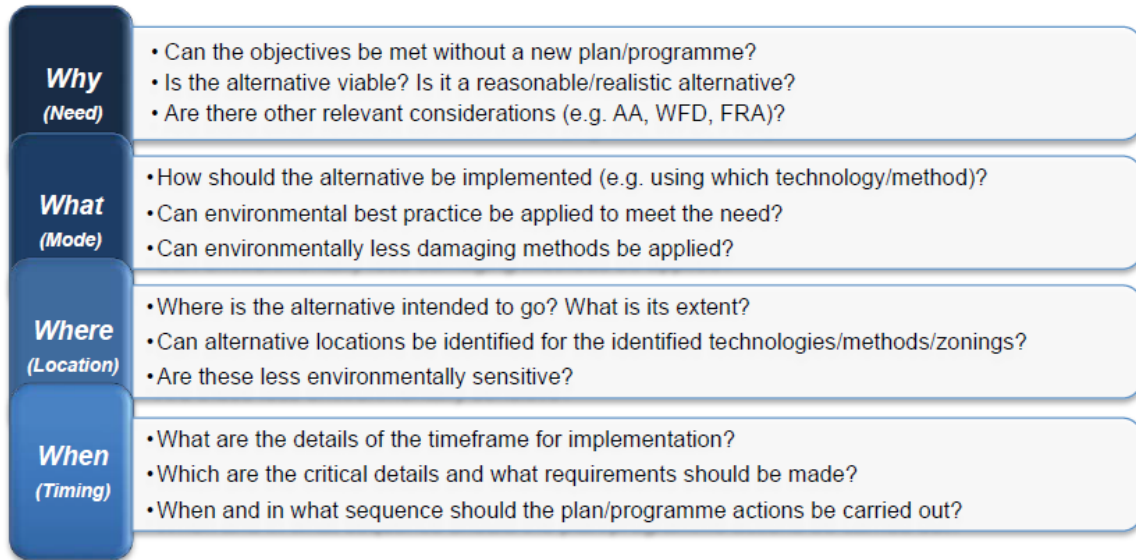 Why
(Need)
• Can the objectives be met without a new plan/programme?
• Is the alternative viable? Is it a reasonable/realistic alternative?
• Are there other relevant considerations (e.g. AA, WFD, FRA)?
What
(Mode)
• How should the alternative be implemented (e.g. using which technology/method)?
• Can environmental best practice be applied to meet the need?
• Can environmentally less damaging methods be applied?
Where
(Location)
• Where is the alternative intended to go? What is its extent?
• Can alternative locations be identified for the identified technologies/methods/zonings?
• Are these less environmentally sensitive?
When
(Timing)
• What are the details of the timeframe for implementation?
• Which are the critical details and what requirements should be made?
• When and in what sequence should the plan/programme actions be carried out?